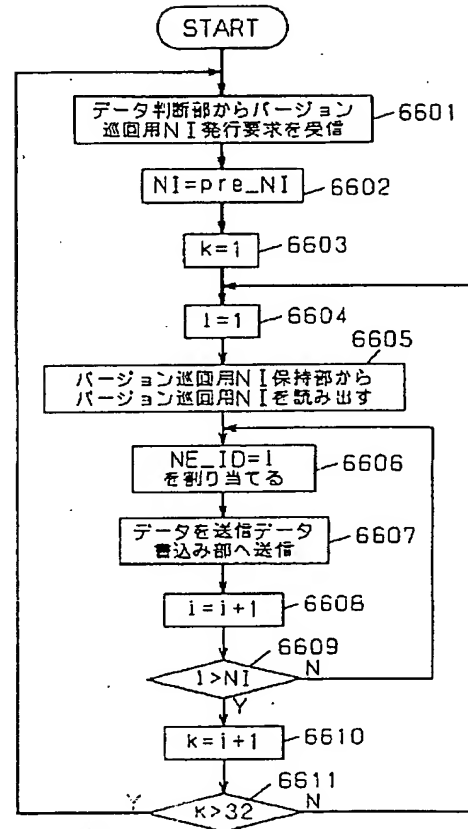 START
データ判断部からバージョン
巡回用NI発行要求を受信
6601
NI=pre_NI
6602
k=1
6603
l=1
6604
6605
バージョン巡回用NI保持部から
バージョン巡回用NIを読み出す
NE_ID=l
を割り当てる
6606
データを送信データ
書込み部へ送信
6607
i=i+1
6608
6609
l>NI
N
Y
k=i+1
6610
6611
k>32
Y
N